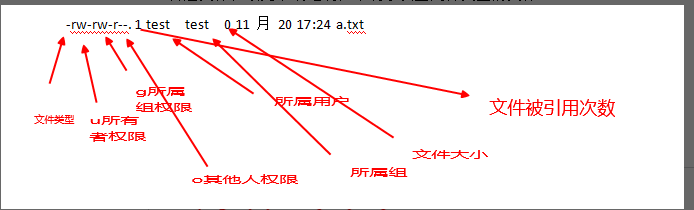 -rw-rw-r--. 1 test test 0 11 月 20 17:24 a.txt
g所属
组权限
所属用户
文件被引用次数
文件类型
u所有
者权限
文件大小
所属组
o其他人权限